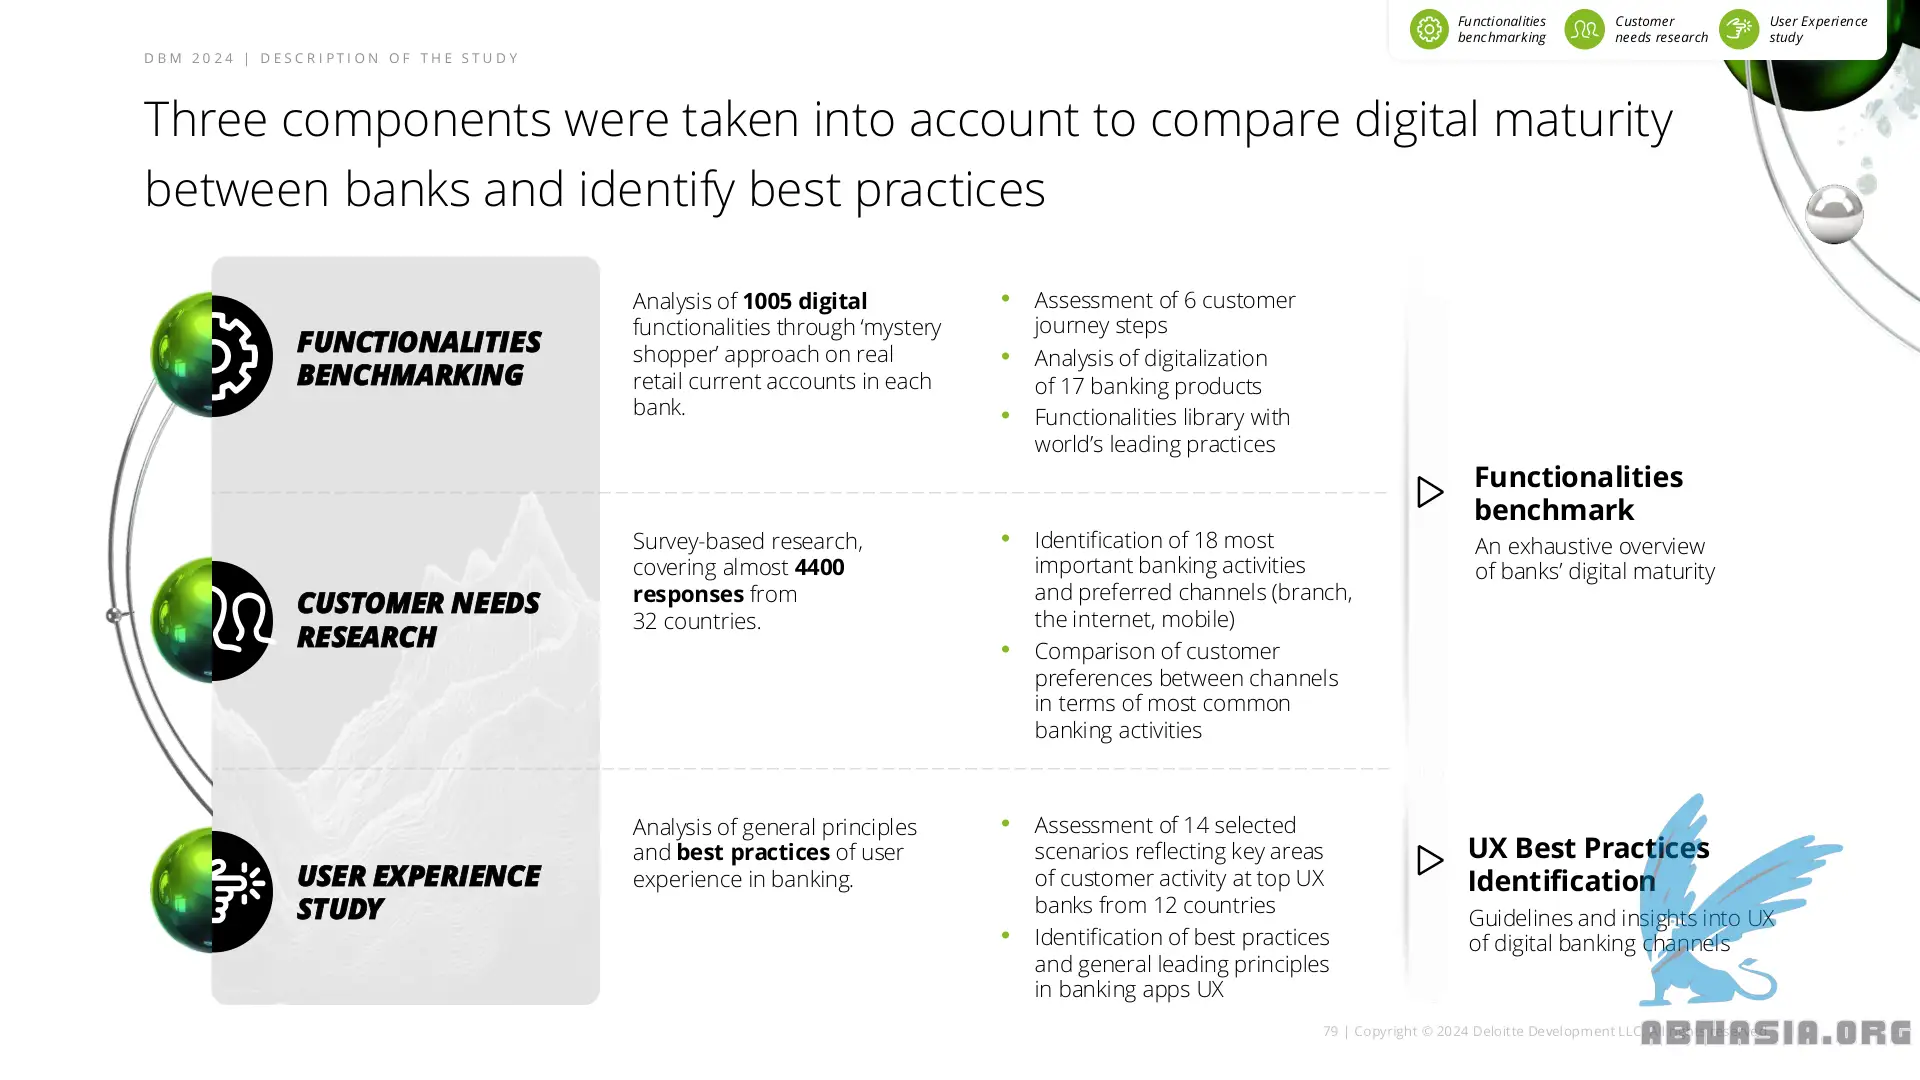 Functionalities
benchmarking
Customer
needs research
User Experience
study
DBM 2024 | DESCRIPTION OF THE STUDY
Three components were taken into account to compare digital maturity
between banks and identify best practices
FUNCTIONALITIES
BENCHMARKING
Analysis of 1005 digital
functionalities through ‘mystery
shopper’ approach on real
retail current accounts in each
bank.
• Assessment of 6 customer
journey steps
• Analysis of digitalization
of 17 banking products
• Functionalities library with
world’s leading practices
CUSTOMER NEEDS
RESEARCH
Survey-based research,
covering almost 4400
responses from
32 countries.
• Identification of 18 most
important banking activities
and preferred channels (branch,
the internet, mobile)
• Comparison of customer
preferences between channels
in terms of most common
banking activities
Functionalities
benchmark
An exhaustive overview
of banks’ digital maturity
USER EXPERIENCE
STUDY
Analysis of general principles
and best practices of user
experience in banking.
• Assessment of 14 selected
scenarios reflecting key areas
of customer activity at top UX
banks from 12 countries
• Identification of best practices
and general leading principles
in banking apps UX
UX Best Practices
Identification
Guidelines and insights into UX
of digital banking channels
79 | Copyright © 2024 Deloitte Development LLC. All rights reserved.
ABNASIA.ORG